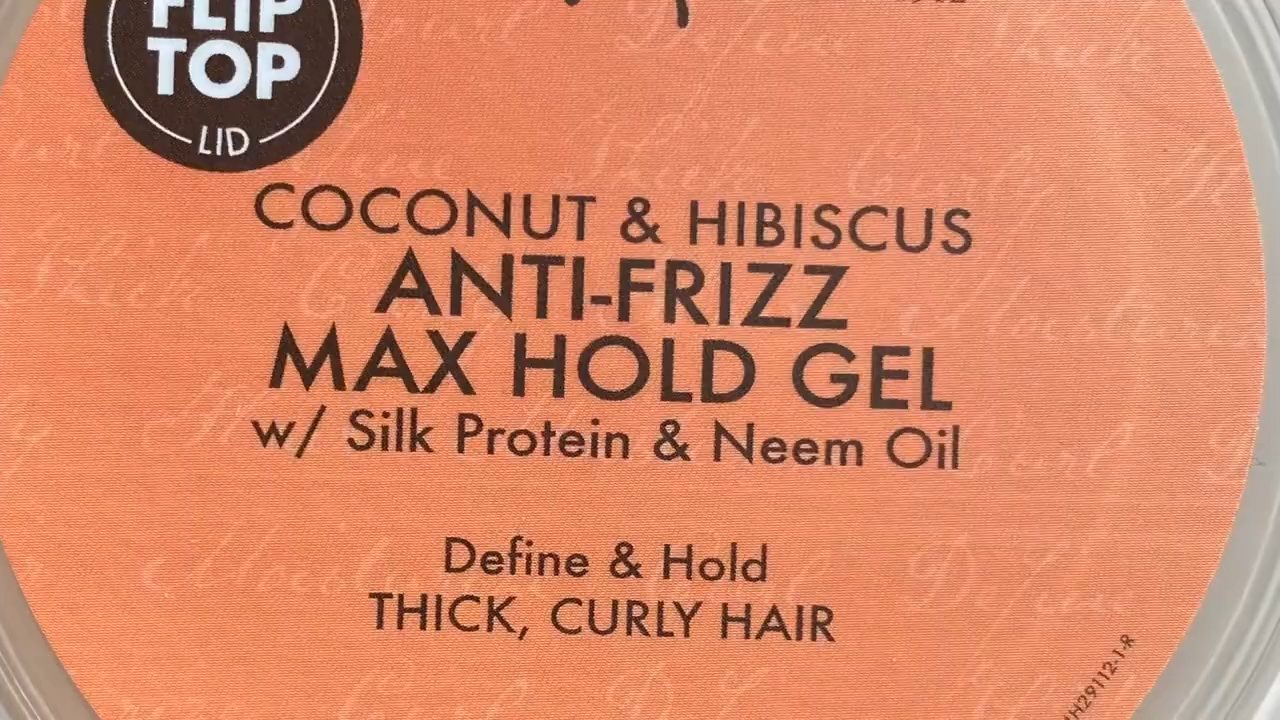 FLIP
TOP
LID
COCONUT & HIBISCUS
ANTI-FRIZZ
MAX HOLD GEL
w/ Silk Protein & Neem Oil
Define & Hold
THICK, CURLY HAIR